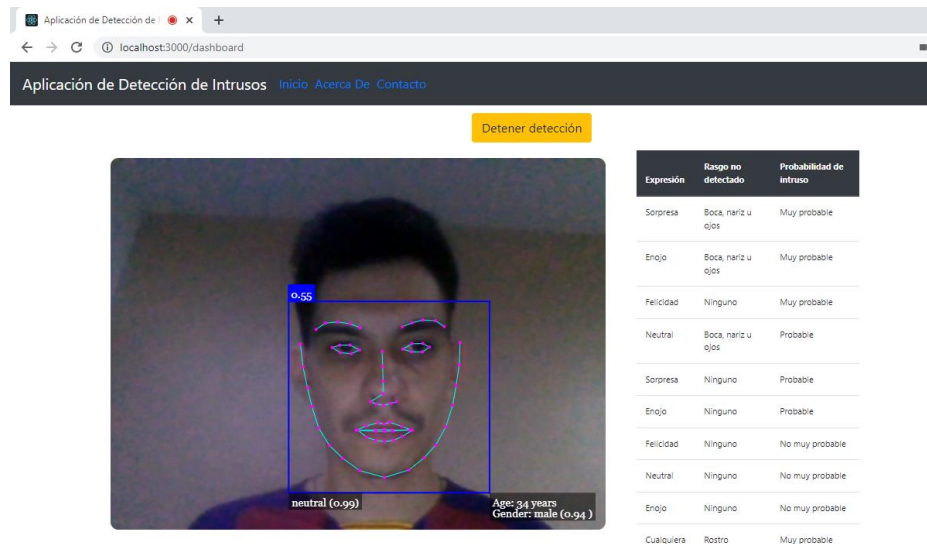 Aplicación de Detección de
localhost:3000/dashboard
Aplicación de Detección de Intrusos Inicio Acerca De Contacto
Detener detección
0.55
neutral (0.99)
Age: 34 years
Gender: male (0.94 )
Expresión Rasgo no detectado Probabilidad de intruso
Sorpresa Boca, nariz u ojos Muy probable
Enojo Boca, nariz u ojos Muy probable
Felicidad Ninguno Muy probable
Neutral Boca, nariz u ojos Probable
Sorpresa Ninguno Probable
Enojo Ninguno Probable
Felicidad Ninguno No muy probable
Neutral Ninguno No muy probable
Enojo Ninguno No muy probable
Cualquiera Rostro Muy probable